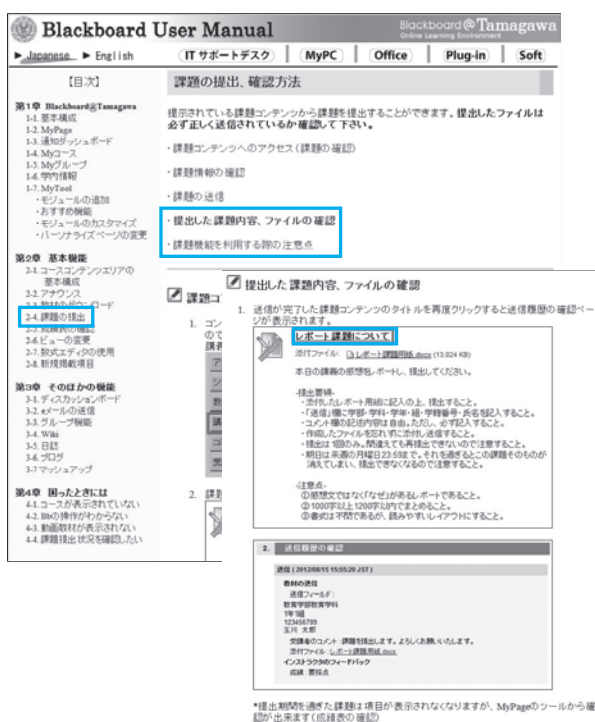 Blackboard User Manual
Blackboard@Tamagawa
Online Learning Environment
▶Japanese ▶English
ITサポートデスク
MyPC
Office
Plug-in
Soft
【目次】
第1章 Blackboard@Tamagawa
1-1. 基本構成
1-2. MyPage
1-3. 通知ダッシュボード
1-4. Myコース
1-5. Myグループ
1-6. 学内情報
1-7. MyTool
・モジュールの追加
・おすすめ機能
・モジュールのカスタマイズ
・パーソナライズページの変更
第2章 基本機能
2-1. コースコンテンツエリアの
基本構成
2-2. アナウンス
2-3. 教材のダウンロード
2-4. 課題の提出
2-5. 成績表の確認
2-6. ビューの変更
2-7. 数式エディタの使用
2-8. 新規掲載項目
第3章 そのほかの機能
3-1. ディスカッションボード
3-2. eメールの送信
3-3. グループ機能
3-4. Wiki
3-5. 日誌
3-6. ブログ
3-7 マッシュアップ
第4章 困ったときには
4-1. コースが表示されていない
4-2. Bbの操作がわからない
4-3. 動画教材が表示されない
4-4. 課題提出状況を確認したい
課題の提出、確認方法
提示されている課題コンテンツから課題を提出することができます。提出したファイルは
必ず正しく送信されているか確認して下さい。
・課題コンテンツへのアクセス（課題の確認）
・課題情報の確認
・課題の送信
・提出した課題内容、ファイルの確認
・課題機能を利用する際の注意点
課題コ
1. コン
ので
講
2. 課題
提出した課題内容、ファイルの確認
1. 送信が完了した課題コンテンツのタイトルを再度クリックすると送信履歴の確認ペー
ジが表示されます。
レポート課題について
添付ファイル: レポート課題用紙.docx (13.024 KB)
本日の講義の感想をレポートし、提出してください。
-提出要領-
・添付したレポート用紙に記入の上、提出すること。
・「送信」欄に学部・学科・学年・組・学籍番号・氏名を記入すること。
・コメント欄の記述内容は自由。ただし、必ず記入すること。
・作成したファイルを忘れずに添付し送信すること。
・提出は1回のみ。間違えても再提出できないので注意すること。
・期日は来週の月曜日23:59まで。それを過ぎるとこの課題そのものが
消えてしまい、提出できなくなるので注意すること。
-注意点-
①感想文ではなく「なぜ」があるレポートであること。
②1000字以上1200字以内でまとめること。
③書式は不問であるが、読みやすいレイアウトにすること。
2. 送信履歴の確認
送信 ( 2012/08/15 15:55:20 JST )
教材の送信
送信フィールド:
教育学部教育学科
1年1組
123456789
玉川 太郎
受講者のコメント: 課題を提出します。よろしくお願いいたします。
添付ファイル: レポート課題用紙.docx
インストラクタのフィードバック
成績: 要採点
*提出期間を過ぎた課題は項目が表示されなくなりますが、MyPageのツールから確
認が出来ます（成績表の確認）